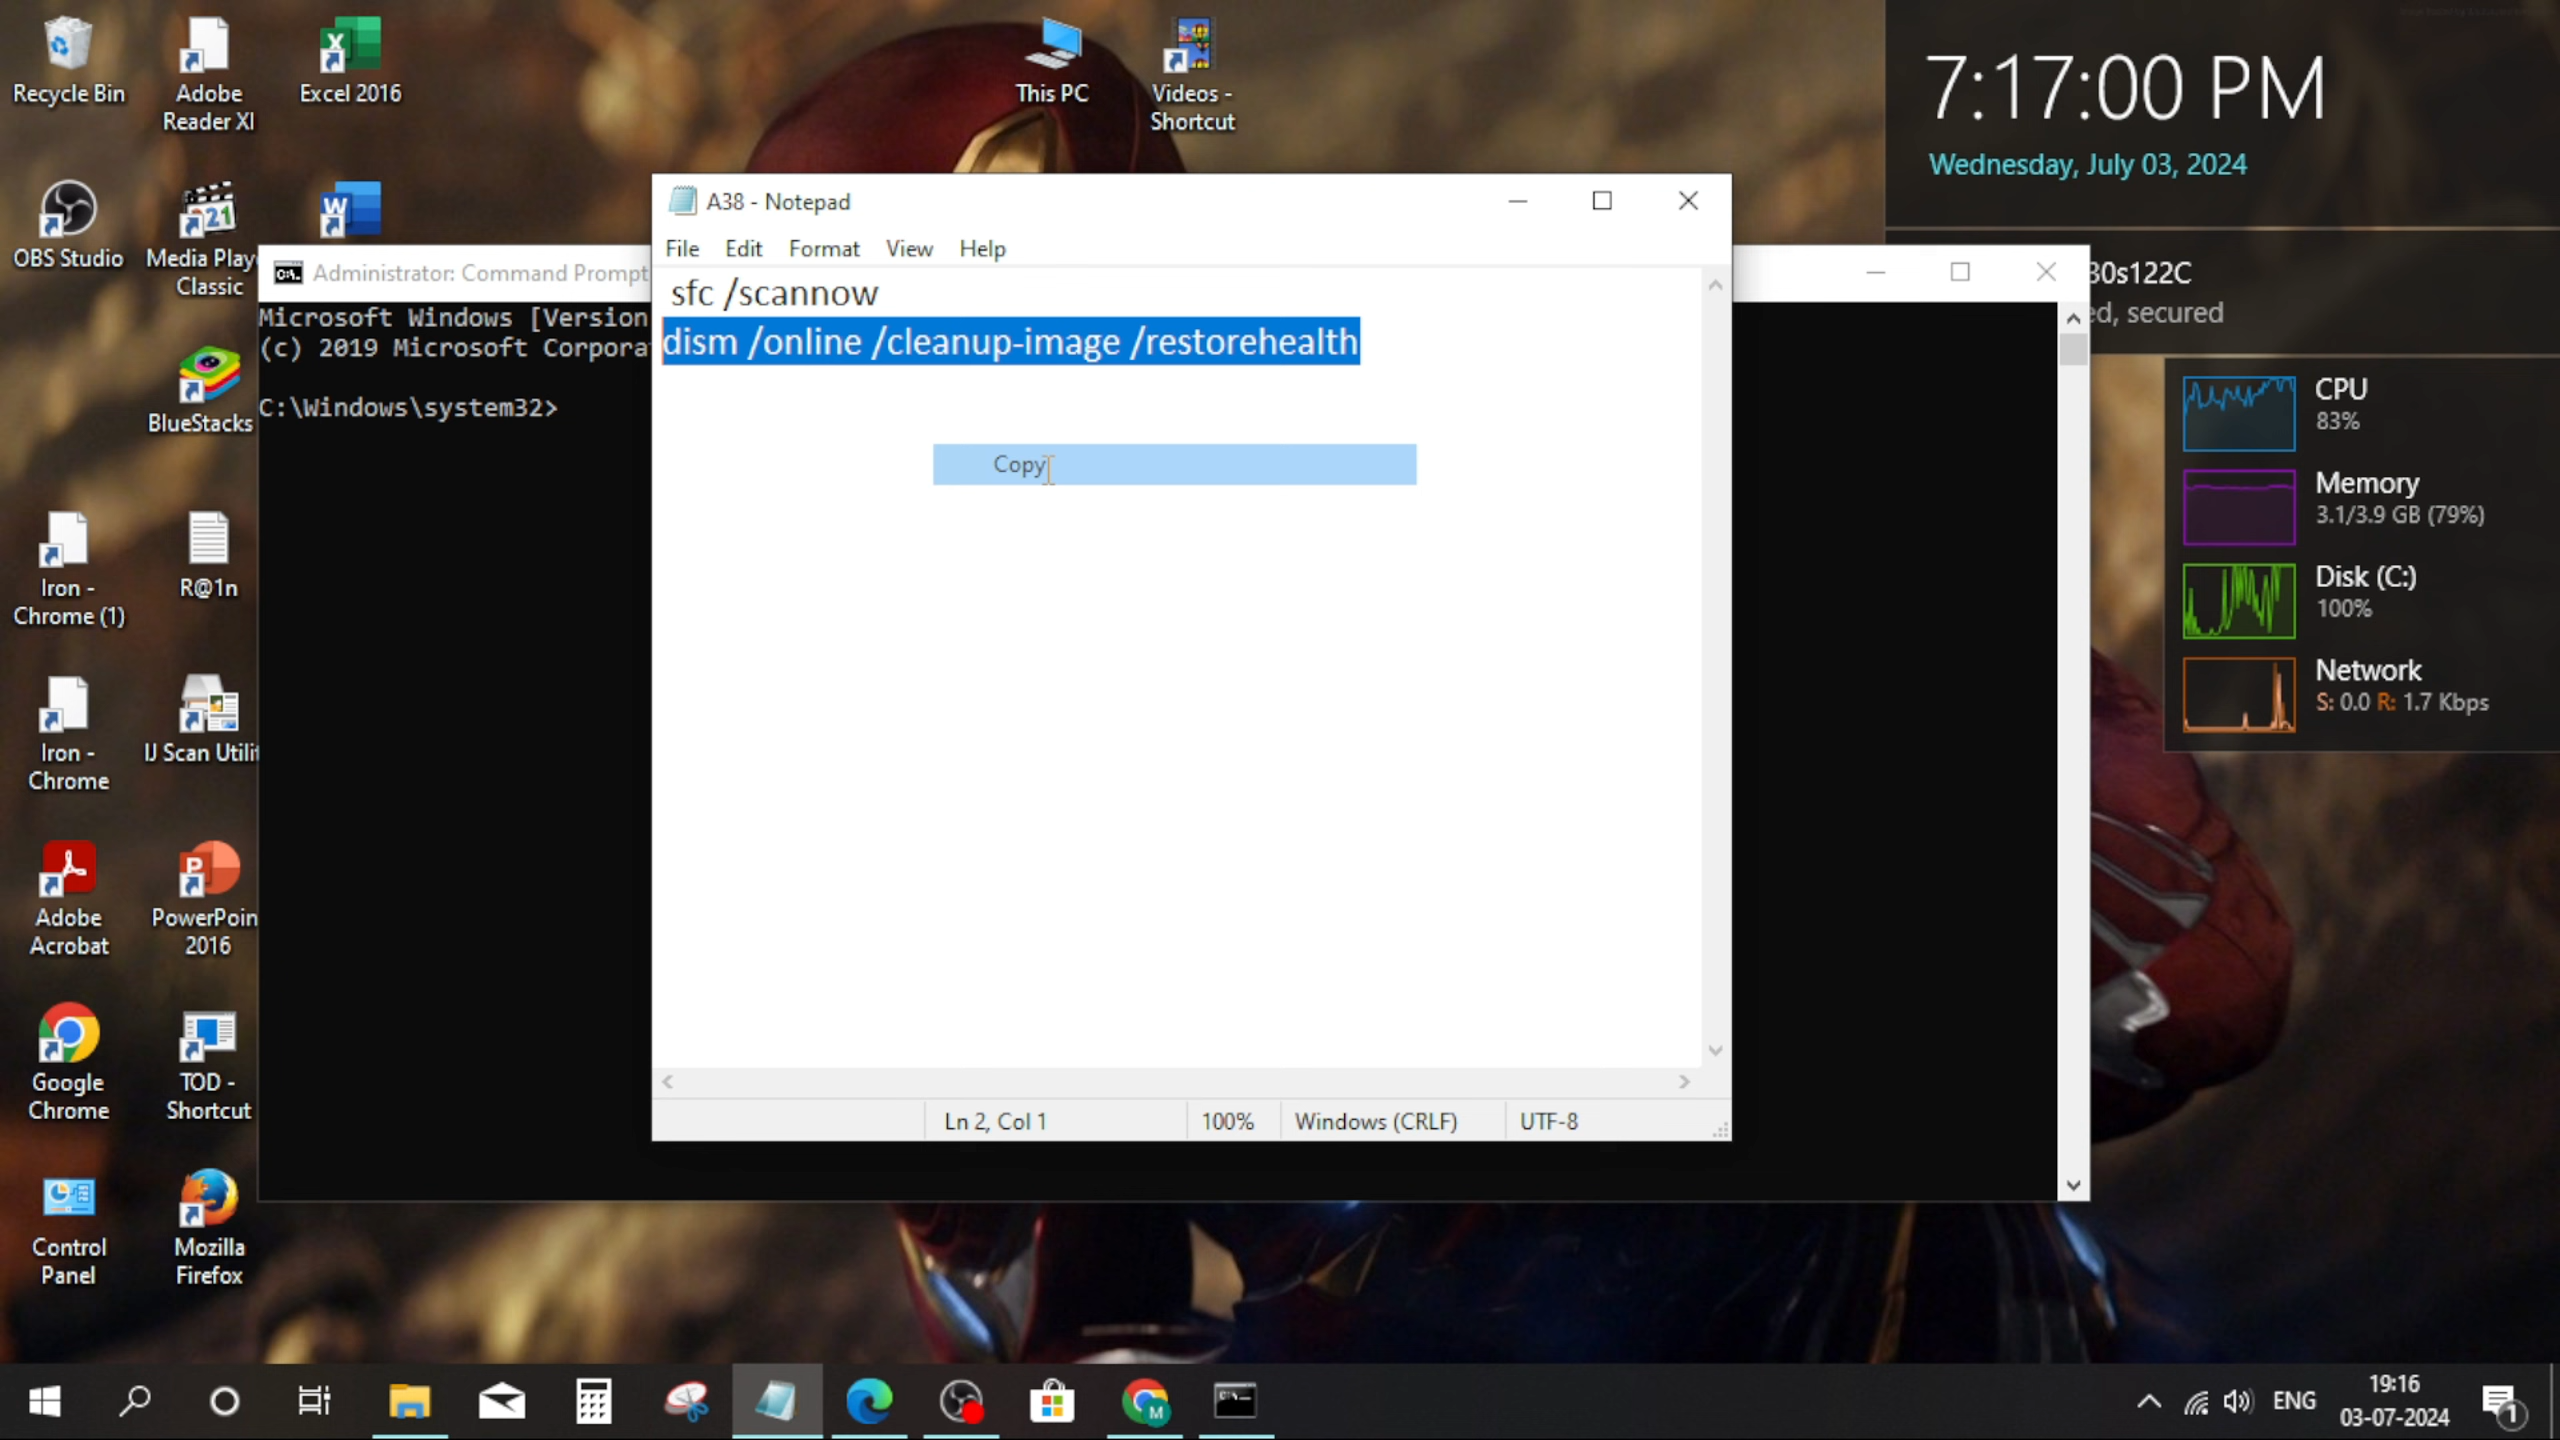 Recycle Bin
Adobe
Reader XI
Excel 2016
This PC
Videos -
Shortcut
7:17:00 PM
Wednesday, July 03, 2024
OBS Studio
Media Play
Classic
A38 - Notepad
File Edit Format View Help
sfc /scannow
dism /online /cleanup-image /restorehealth
Copy
Ln 2, Col 1
100%
Windows (CRLF)
UTF-8
Administrator: Command Prompt
Microsoft Windows [Version
(c) 2019 Microsoft Corpora
C:\Windows\system32>
30s122C
ed, secured
CPU
83%
Memory
3.1/3.9 GB (79%)
Disk (C:)
100%
Network
S: 0.0 R: 1.7 Kbps
BlueStacks
Iron -
Chrome (1)
R@1n
Iron -
Chrome
IJ Scan Utili
Adobe
Acrobat
PowerPoin
2016
Google
Chrome
TOD -
Shortcut
Control
Panel
Mozilla
Firefox
ENG
19:16
03-07-2024
1